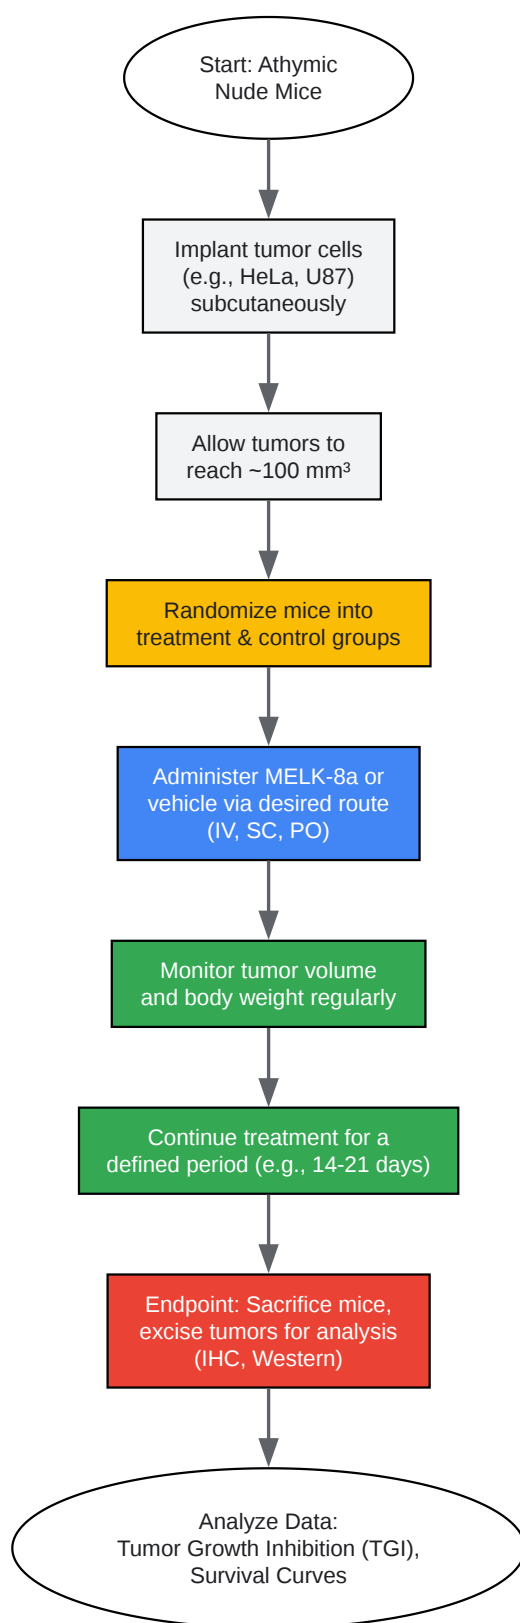 Start: Athymic
Nude Mice
Implant tumor cells
(e.g., HeLa, U87)
subcutaneously
Allow tumors to
reach ~100 mm³
Randomize mice into
treatment & control groups
Administer MELK-8a or
vehicle via desired route
(IV, SC, PO)
Monitor tumor volume
and body weight regularly
Continue treatment for a
defined period (e.g., 14-21 days)
Endpoint: Sacrifice mice,
excise tumors for analysis
(IHC, Western)
Analyze Data:
Tumor Growth Inhibition (TGI),
Survival Curves